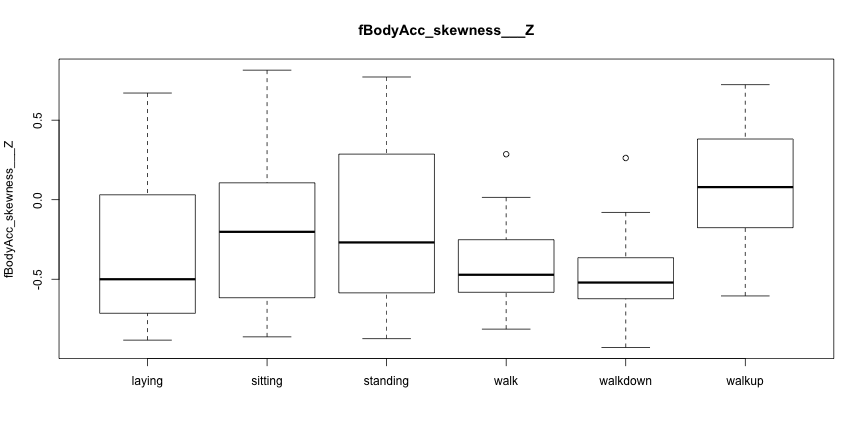 fBodyAcc_skewness___Z
fBodyAcc_skewness___Z
0.5
0.0
-0.5
laying
sitting
standing
walk
walkdown
walkup